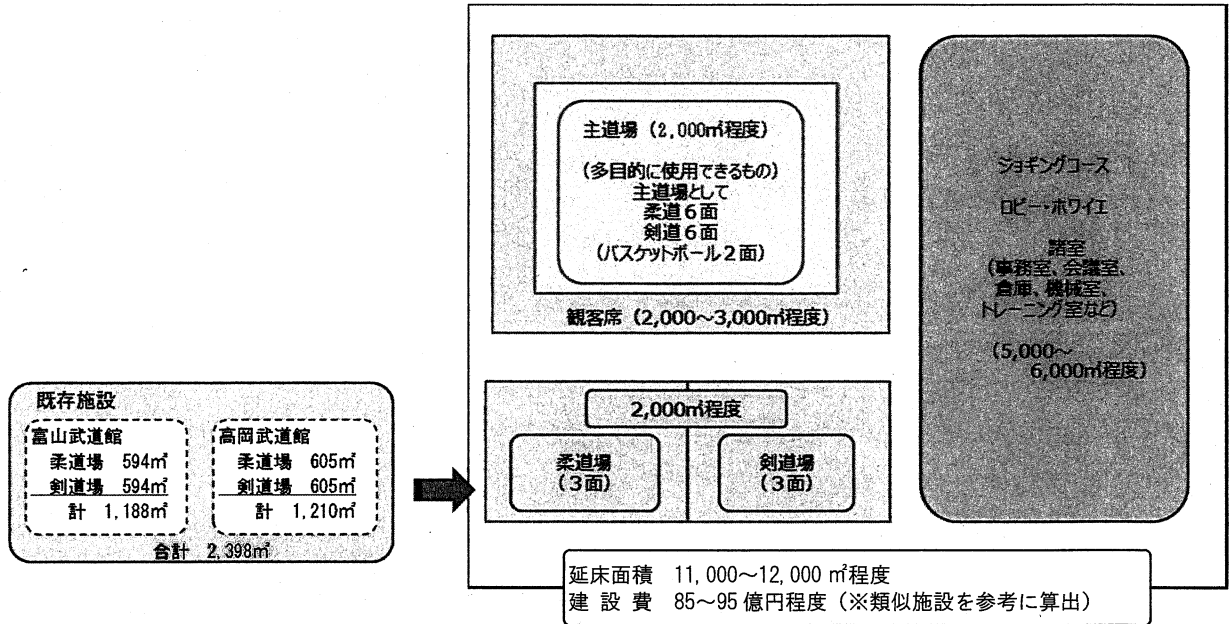 既存施設
富山武道館
柔道場 594㎡
剣道場 594㎡
計 1,188㎡
高岡武道館
柔道場 605㎡
剣道場 605㎡
計 1,210㎡
合計 2,398㎡
主道場（2,000㎡程度）
（多目的に使用できるもの）
主道場として
柔道６面
剣道６面
（バスケットボール２面）
観客席（2,000～3,000㎡程度）
2,000㎡程度
柔道場
（３面）
剣道場
（３面）
ジョギングコース
ロビー・ホワイエ
諸室
（事務室、会議室、
倉庫、機械室、
トレーニング室など）
（5,000～
6,000㎡程度）
延床面積 11,000～12,000 ㎡程度
建 設 費 85～95 億円程度（※類似施設を参考に算出）